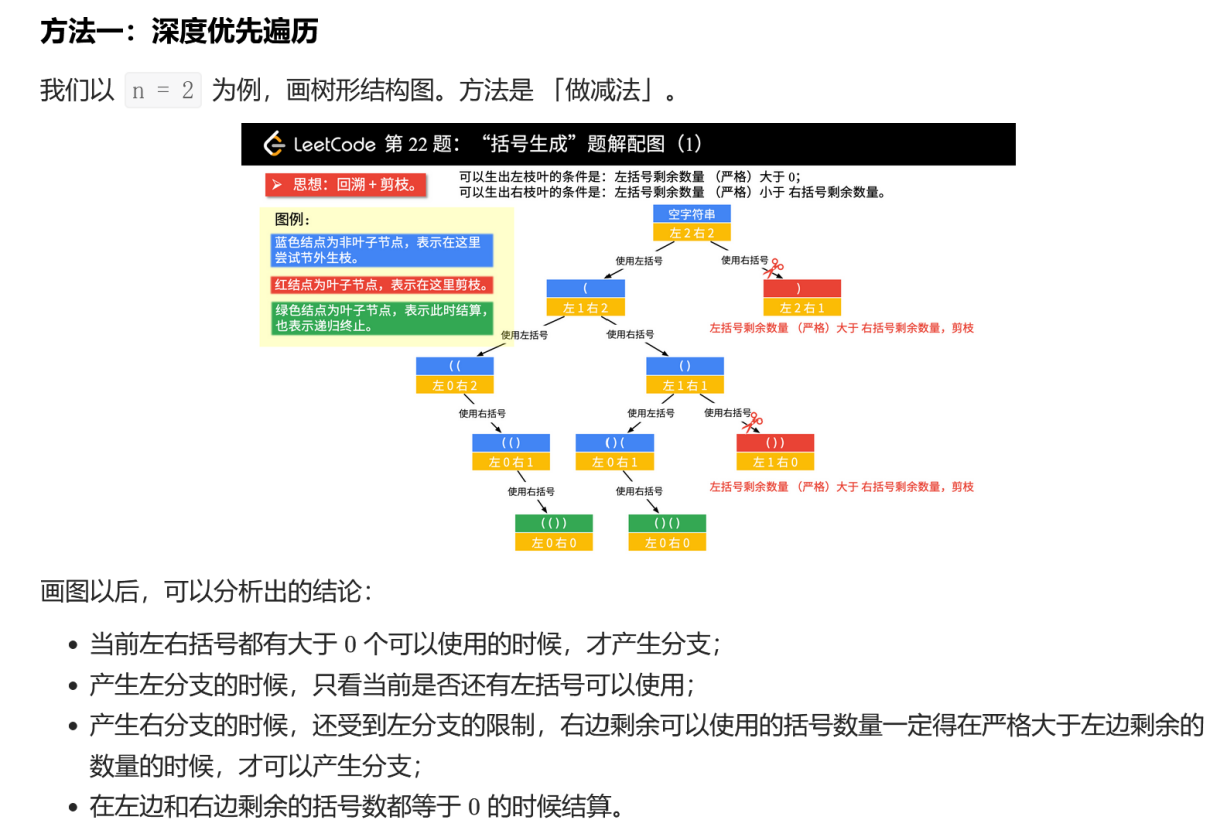 方法一：深度优先遍历
我们以 n = 2 为例，画树形结构图。方法是 「做减法」。
LeetCode 第 22 题：“括号生成”题解配图（1）
➢ 思想：回溯 + 剪枝。
可以生出左枝叶的条件是：左括号剩余数量 （严格）大于 0；
可以生出右枝叶的条件是：左括号剩余数量 （严格）小于 右括号剩余数量。
图例：
蓝色结点为非叶子节点，表示在这里
尝试节外生枝。
红结点为叶子节点，表示在这里剪枝。
绿色结点为叶子节点，表示此时结算，
也表示递归终止。
空字符串
左 2 右 2
使用左括号
使用右括号
(
左 1 右 2
)
左 2 右 1
左括号剩余数量 （严格）大于 右括号剩余数量，剪枝
使用左括号
使用右括号
((
左 0 右 2
()
左 1 右 1
使用右括号
使用左括号
使用右括号
(()
左 0 右 1
()(
左 0 右 1
())
左 1 右 0
左括号剩余数量 （严格）大于 右括号剩余数量，剪枝
使用右括号
使用右括号
(())
左 0 右 0
()()
左 0 右 0
画图以后，可以分析出的结论：
• 当前左右括号都有大于 0 个可以使用的时候，才产生分支；
• 产生左分支的时候，只看当前是否还有左括号可以使用；
• 产生右分支的时候，还受到左分支的限制，右边剩余可以使用的括号数量一定得在严格大于左边剩余的
数量的时候，才可以产生分支；
• 在左边和右边剩余的括号数都等于 0 的时候结算。